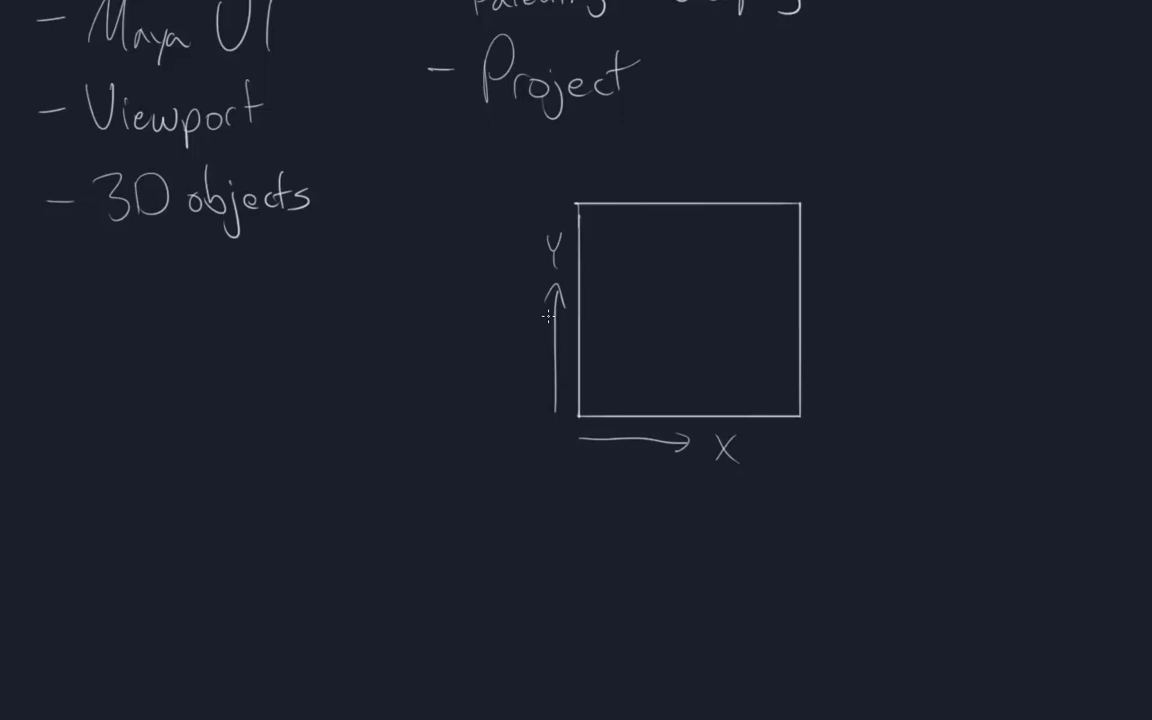 - Maya UI
- Viewport
- 3D objects
- Project
Y
X